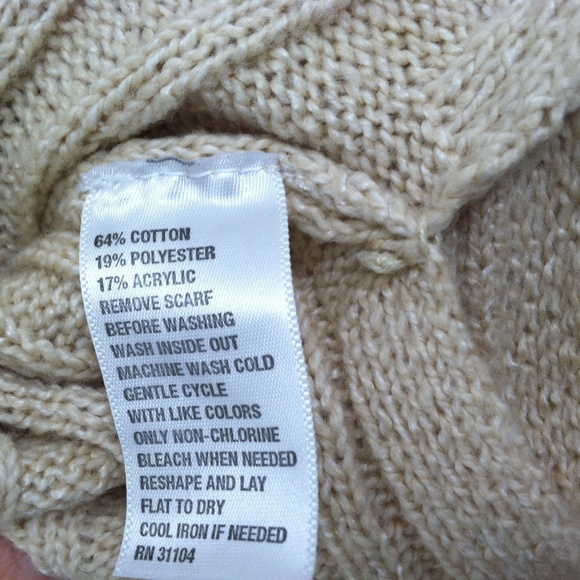 64% COTTON
19% POLYESTER
17% ACRYLIC
REMOVE SCARF
BEFORE WASHING
WASH INSIDE OUT
MACHINE WASH COLD
GENTLE CYCLE
WITH LIKE COLORS
ONLY NON-CHLORINE
BLEACH WHEN NEEDED
RESHAPE AND LAY
FLAT TO DRY
COOL IRON IF NEEDED
RN 31104